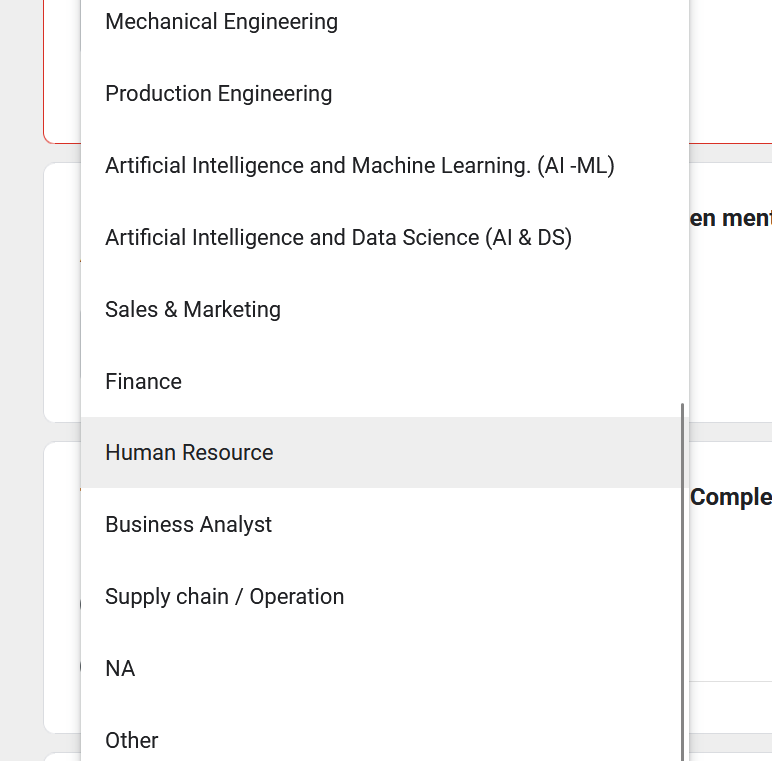 Mechanical Engineering
Production Engineering
Artificial Intelligence and Machine Learning. (AI -ML)
en ment
Artificial Intelligence and Data Science (AI & DS)
Sales & Marketing
Finance
Human Resource
Comple
Business Analyst
Supply chain / Operation
NA
Other